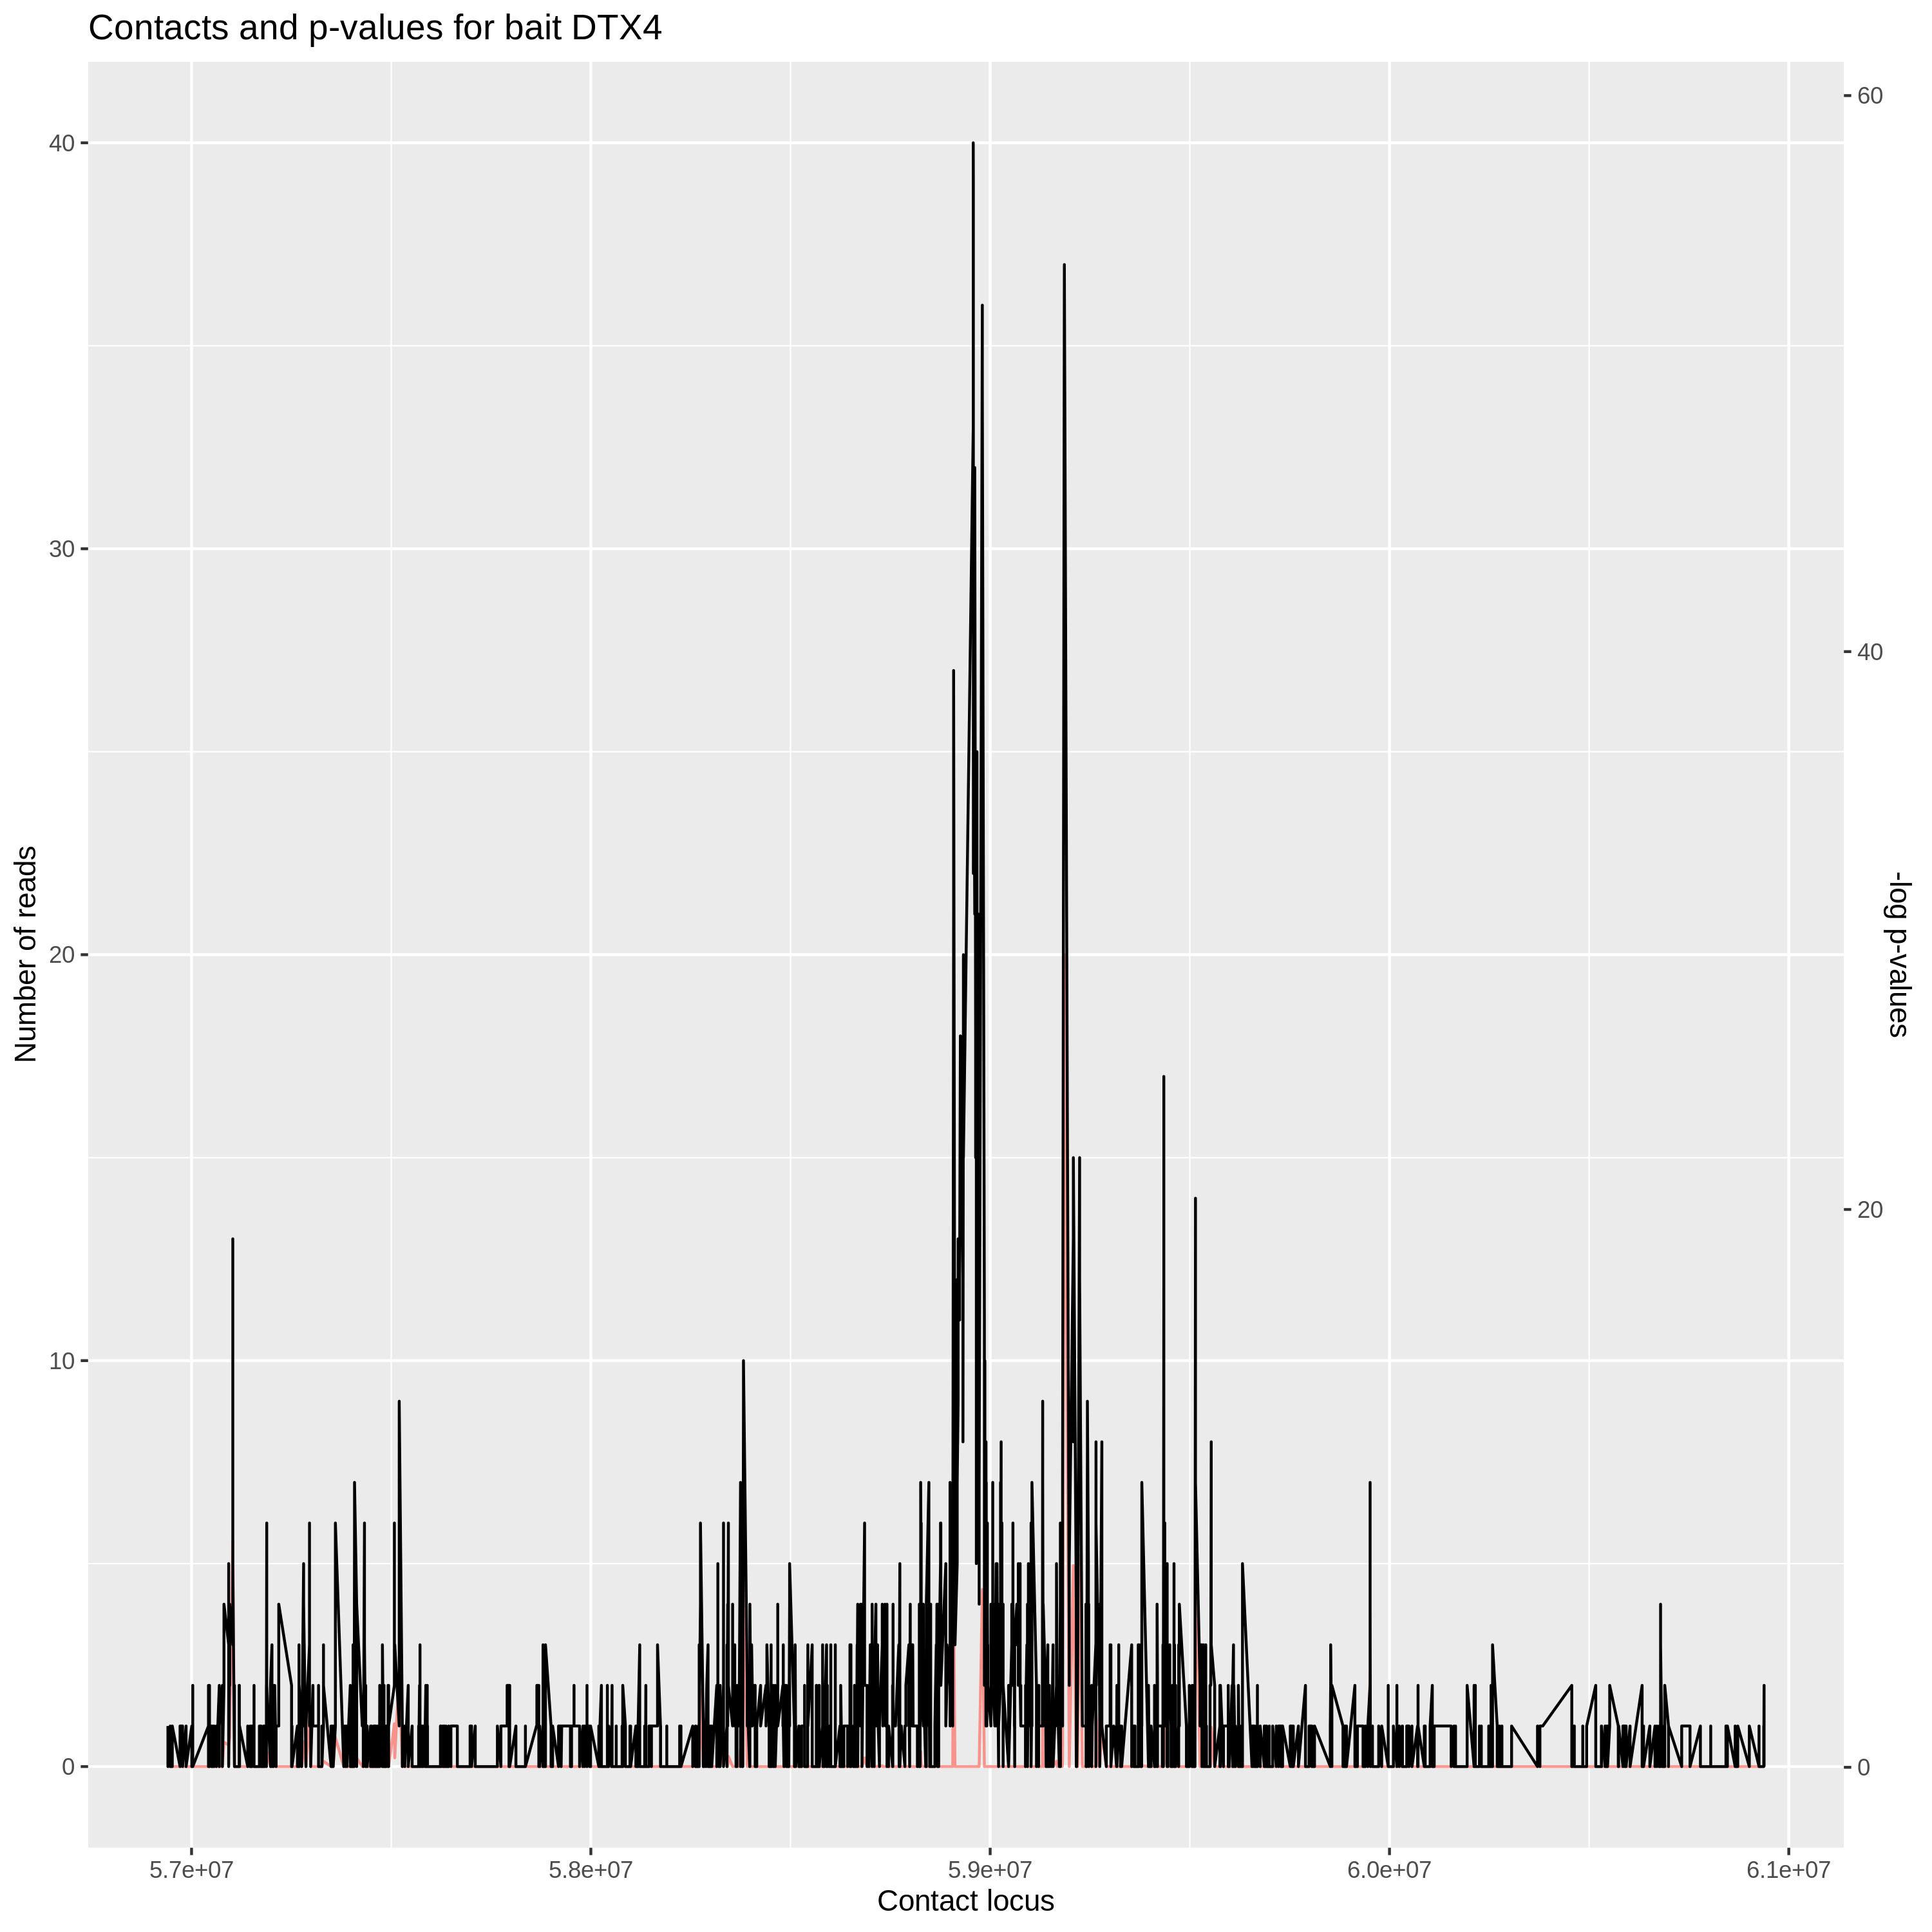 Contacts and p-values for bait DTX4
40
30
20
10
0
Number of reads
60
40
20
0
-log p-values
5.7e+07 5.8e+07 5.9e+07 6.0e+07 6.1e+07
Contact locus